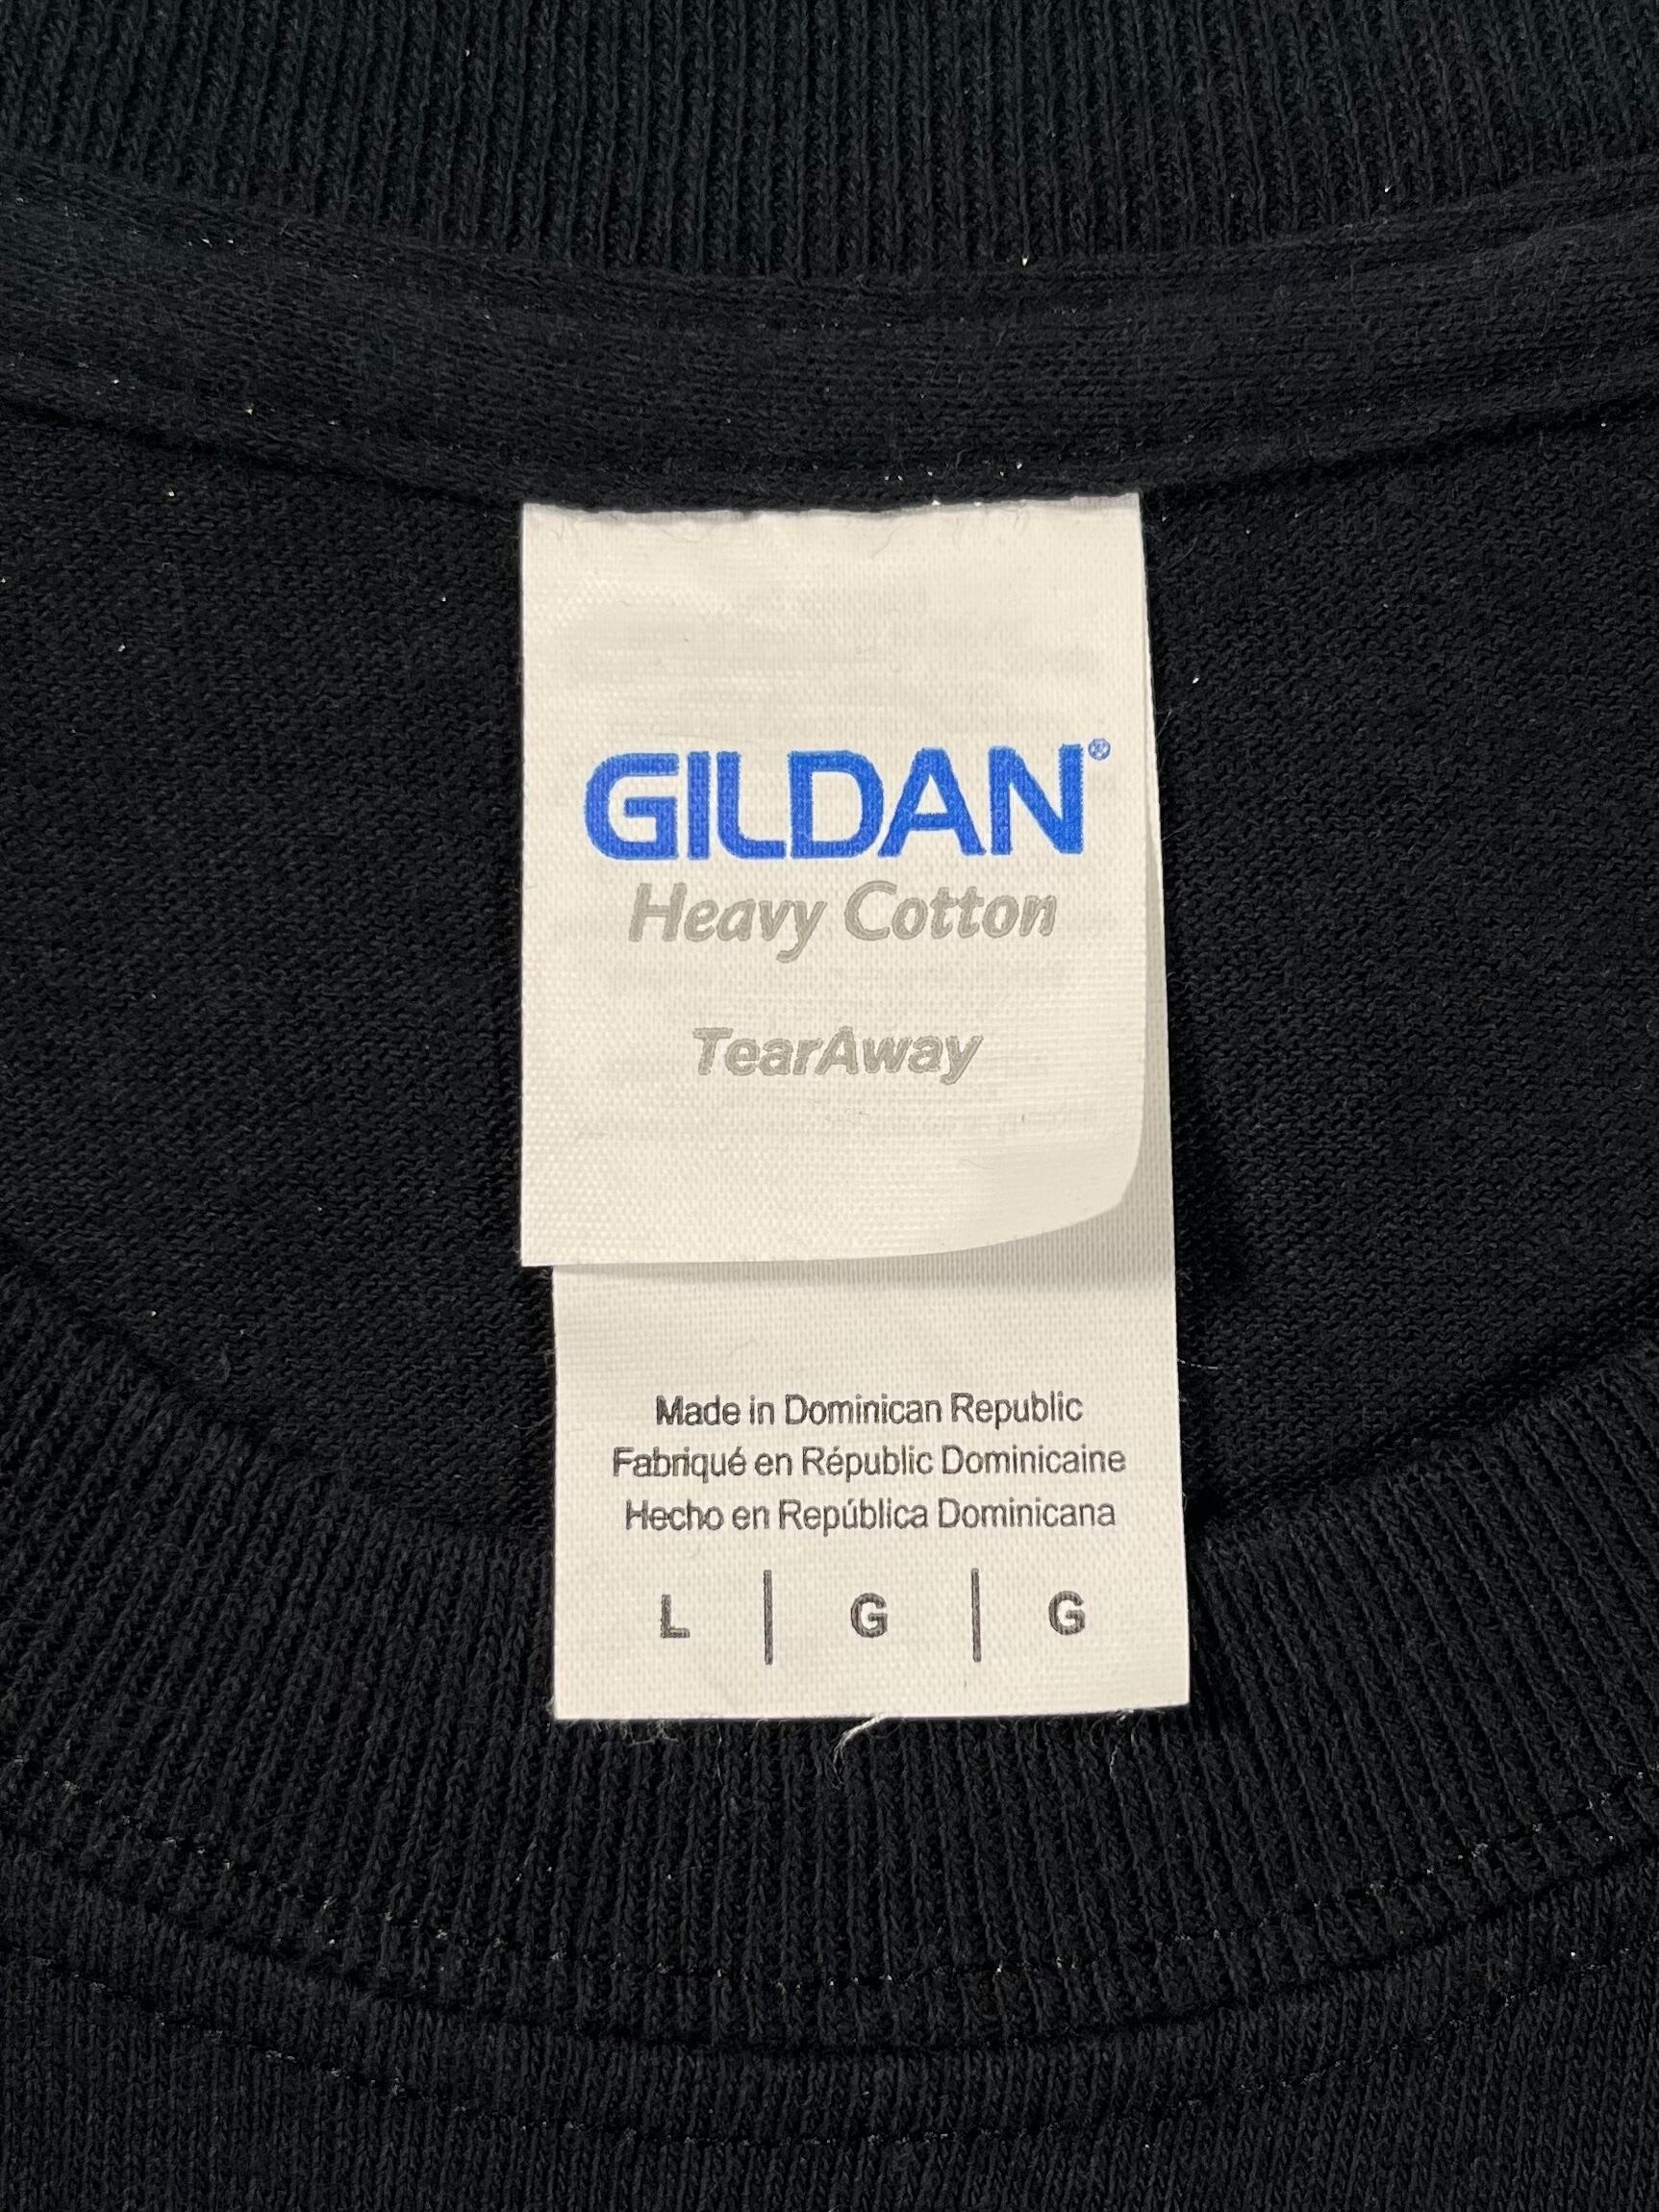 GILDAN®
Heavy Cotton
TearAway
Made in Dominican Republic
Fabriqué en Républic Dominicaine
Hecho en República Dominicana
L | G | G